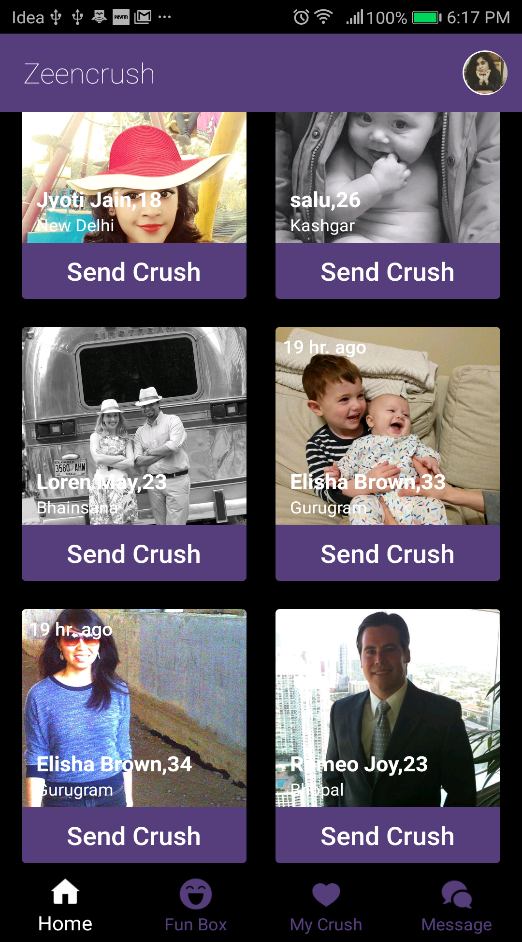 Idea 100% 6:17 PM
Zeencrush
Jyoti Jain,18
New Delhi
Send Crush
salu,26
Kashgar
Send Crush
Loren May,23
Bhainsana
Send Crush
19 hr. ago
Elisha Brown,33
Gurugram
Send Crush
19 hr. ago
Elisha Brown,34
Gurugram
Send Crush
Romeo Joy,23
Bhopal
Send Crush
Home
Fun Box
My Crush
Message